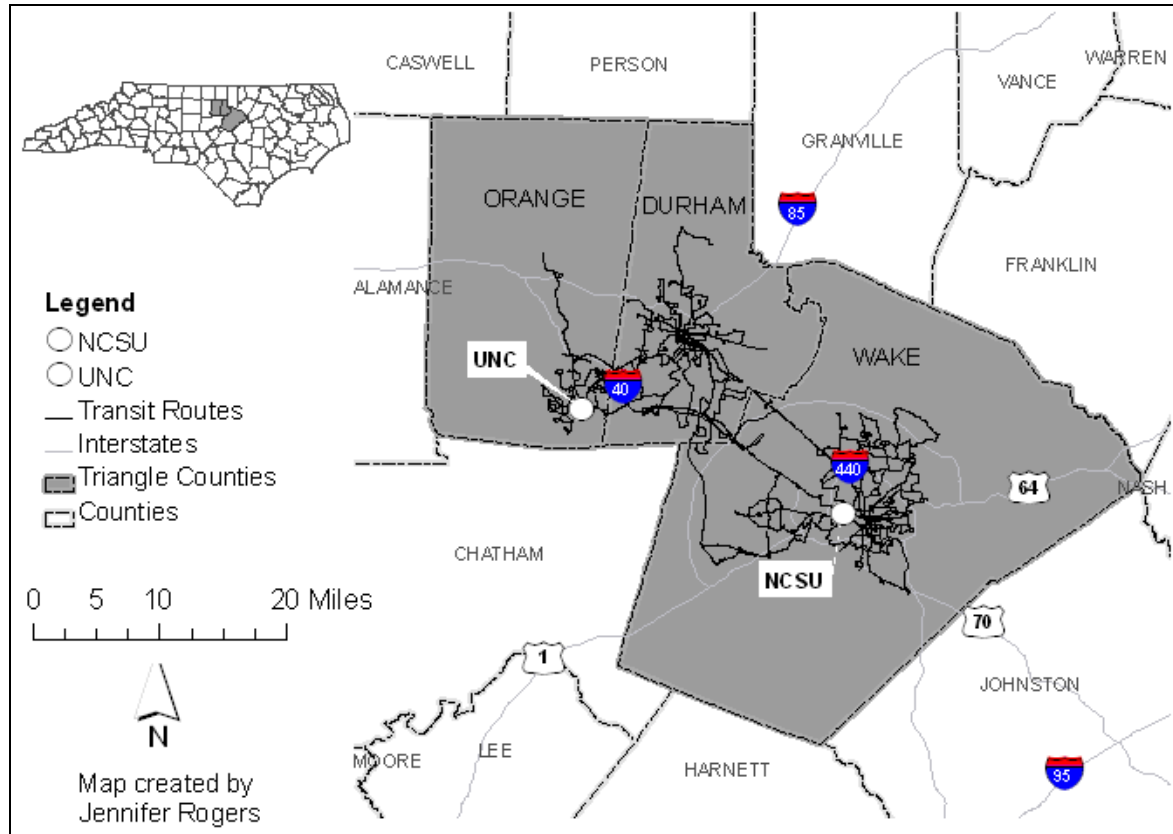 CASWELL
PERSON
WARREN
VANCE
GRANVILLE
ORANGE
DURHAM
85
FRANKLIN
ALAMANCE
Legend
NCSU
UNC
Transit Routes
Interstates
Triangle Counties
Counties
UNC
40
WAKE
440
64
NASH
CHATHAM
NCSU
0 5 10 20 Miles
70
1
JOHNSTON
N
MOORE
LEE
HARNETT
95
Map created by
Jennifer Rogers